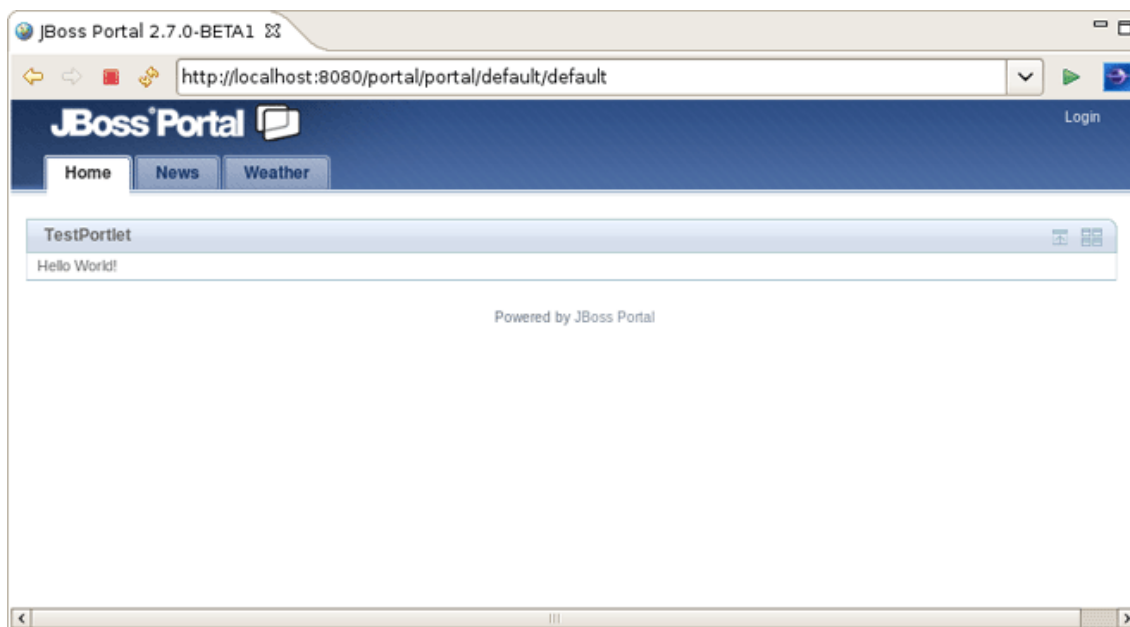 JBoss Portal 2.7.0-BETA1
http://localhost:8080/portal/portal/default/default
JBoss Portal
Login
Home News Weather
TestPortlet
Hello World!
Powered by JBoss Portal